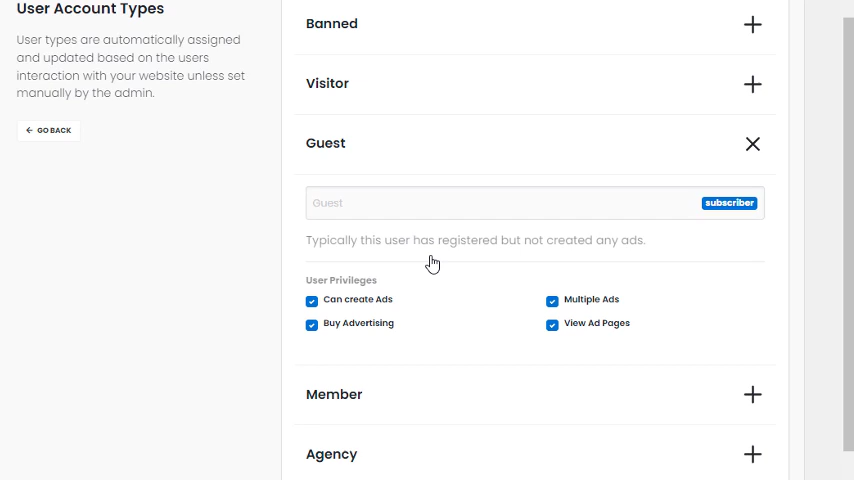 User Account Types
User types are automatically assigned
and updated based on the users
interaction with your website unless set
manually by the admin.
← GO BACK
Banned
Visitor
Guest
Guest
subscriber
Typically this user has registered but not created any ads.
User Privileges
Can create Ads
Multiple Ads
Buy Advertising
View Ad Pages
Member
Agency